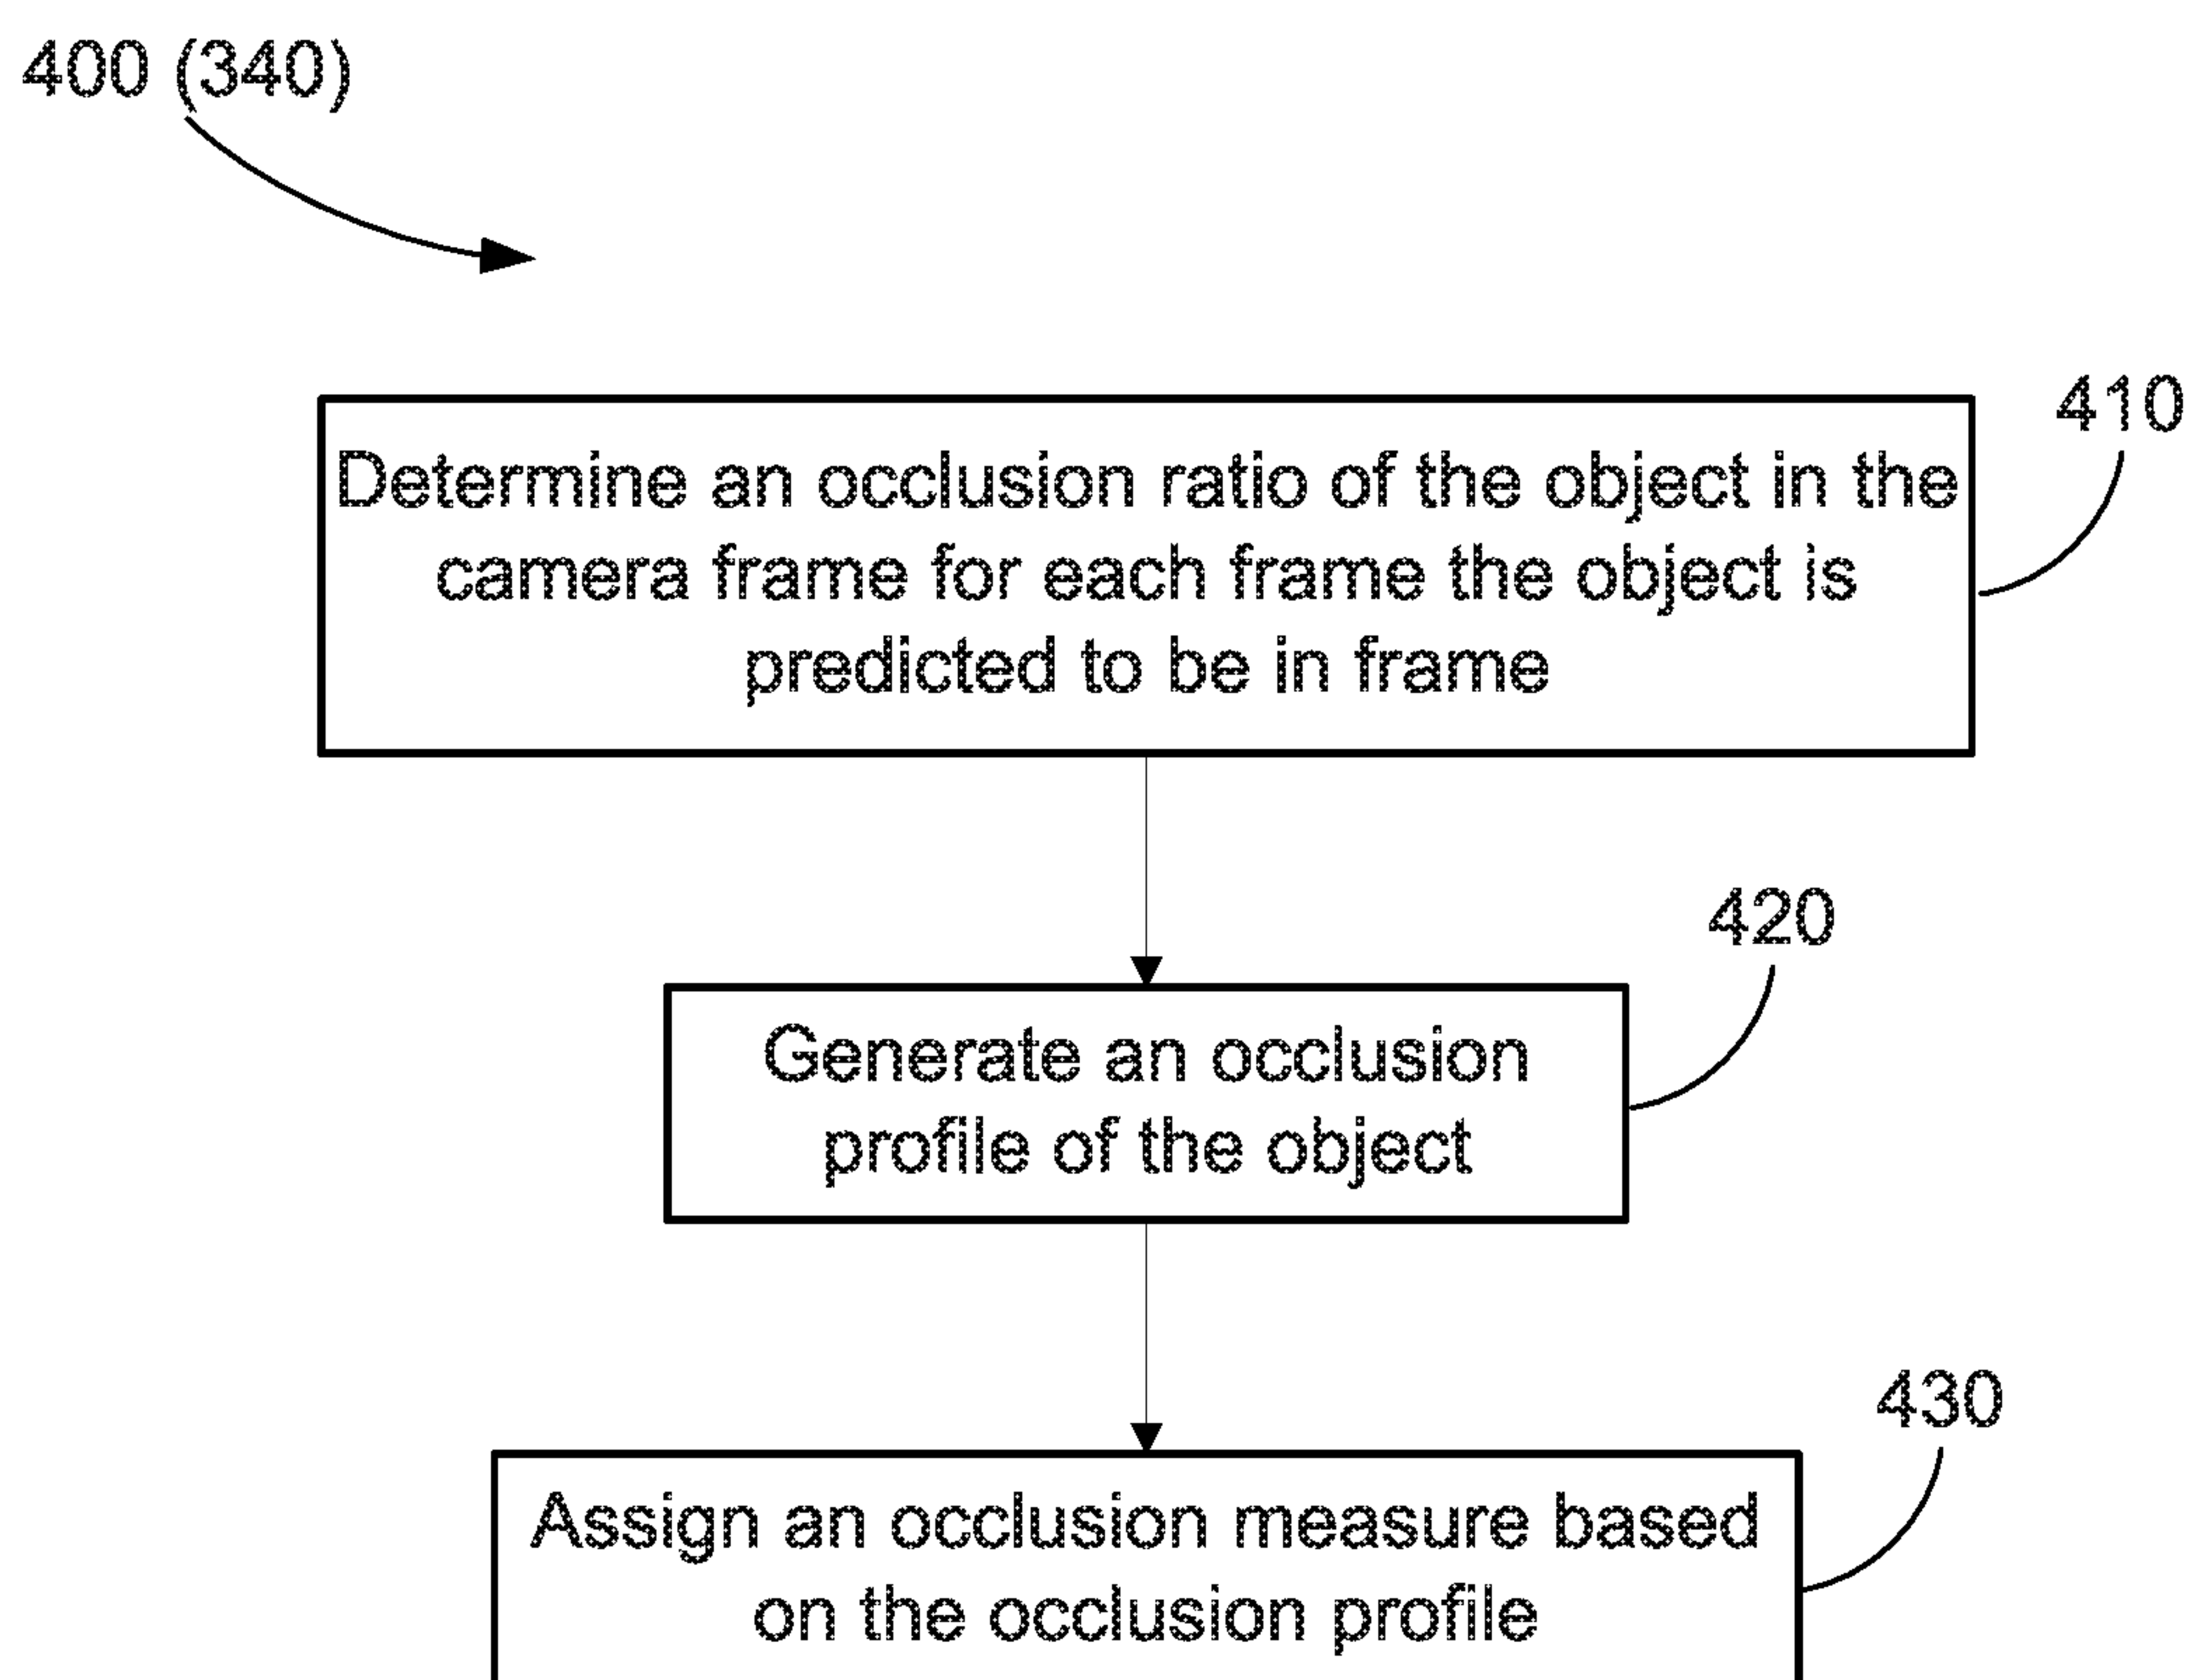 400 (340)
410
Determine an occlusion ratio of the object in the
camera frame for each frame the object is
predicted to be in frame
420
Generate an occlusion
profile of the object
430
Assign an occlusion measure based
on the occlusion profile